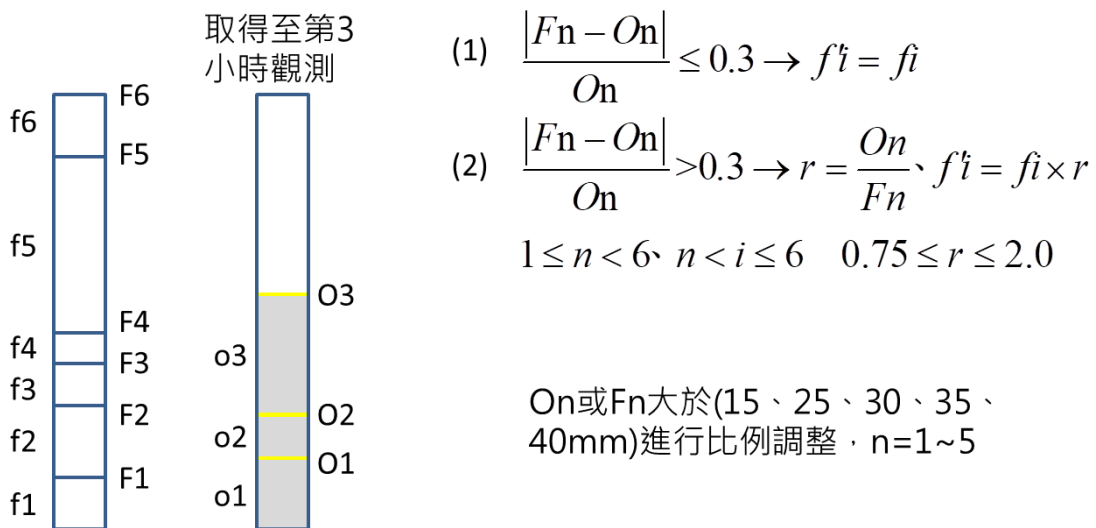 取得至第3
小時觀測
F6
f6
F5
f5
F4
f4
F3
f3
F2
f2
F1
f1
O3
o3
O2
o2
O1
o1
(1) |Fn − On| / On ≤ 0.3 → f'i = fi
(2) |Fn − On| / On >0.3 → r = On / Fn、f'i = fi × r
1 ≤ n < 6、n < i ≤ 6 0.75 ≤ r ≤ 2.0
On或Fn大於(15、25、30、35、
40mm)進行比例調整，n=1~5